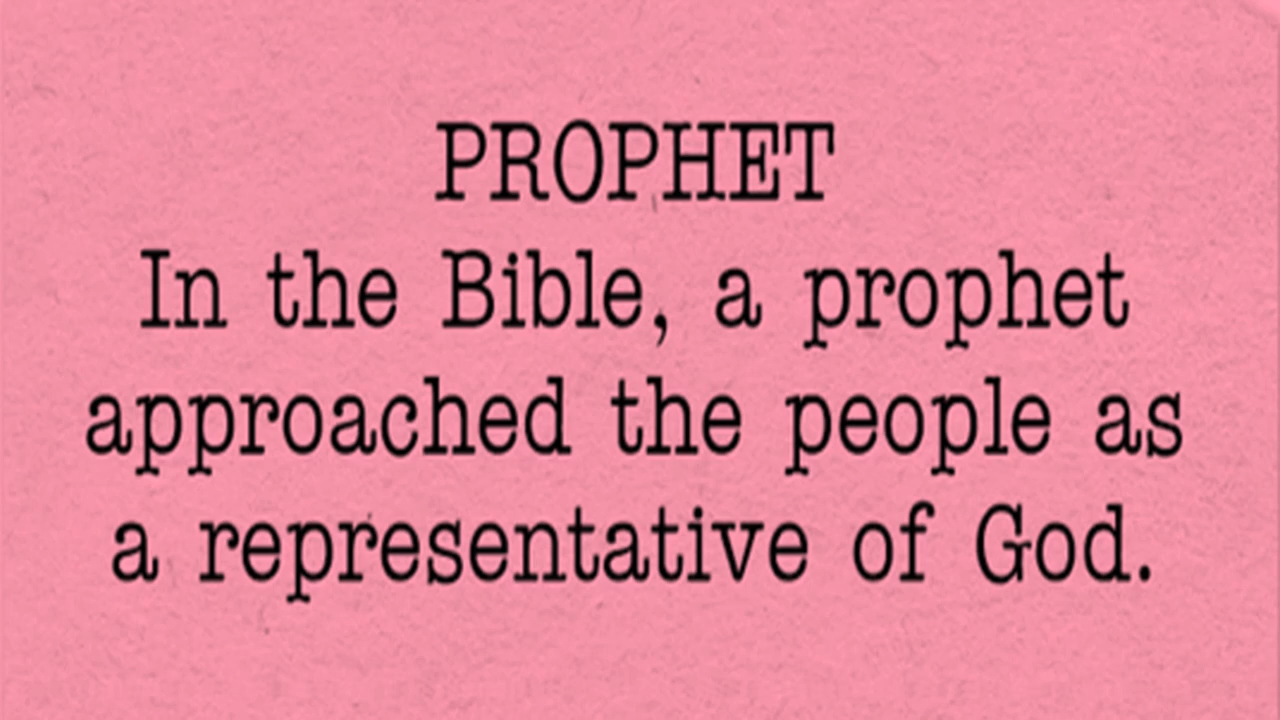 PROPHET
In the Bible, a prophet
approached the people as
a representative of God.